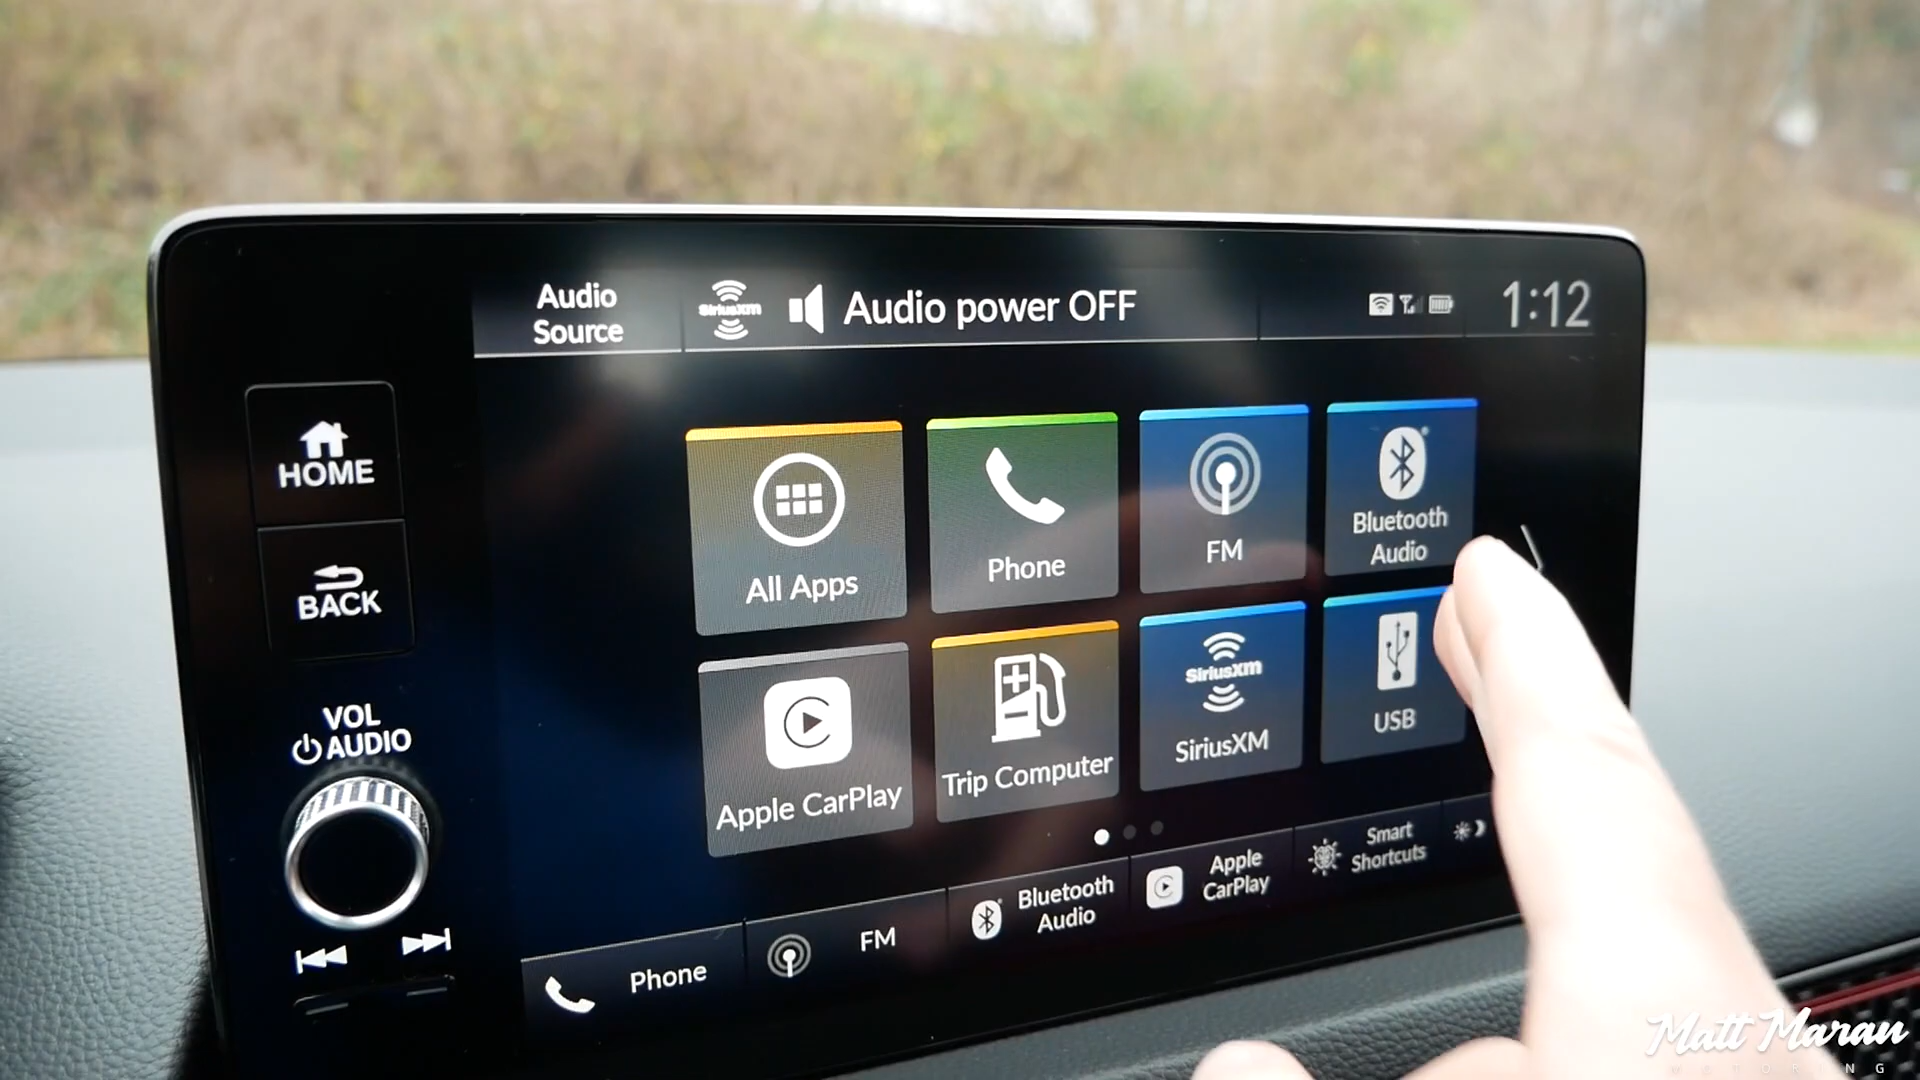 Audio
Source
SiriusXM
Audio power OFF
1:12
HOME
BACK
VOL
AUDIO
All Apps
Phone
FM
Bluetooth
Audio
Apple CarPlay
Trip Computer
SiriusXM
SiriusXM
USB
Phone
FM
Bluetooth
Audio
Apple
CarPlay
Smart
Shortcuts
Matt Maran
MOTORING